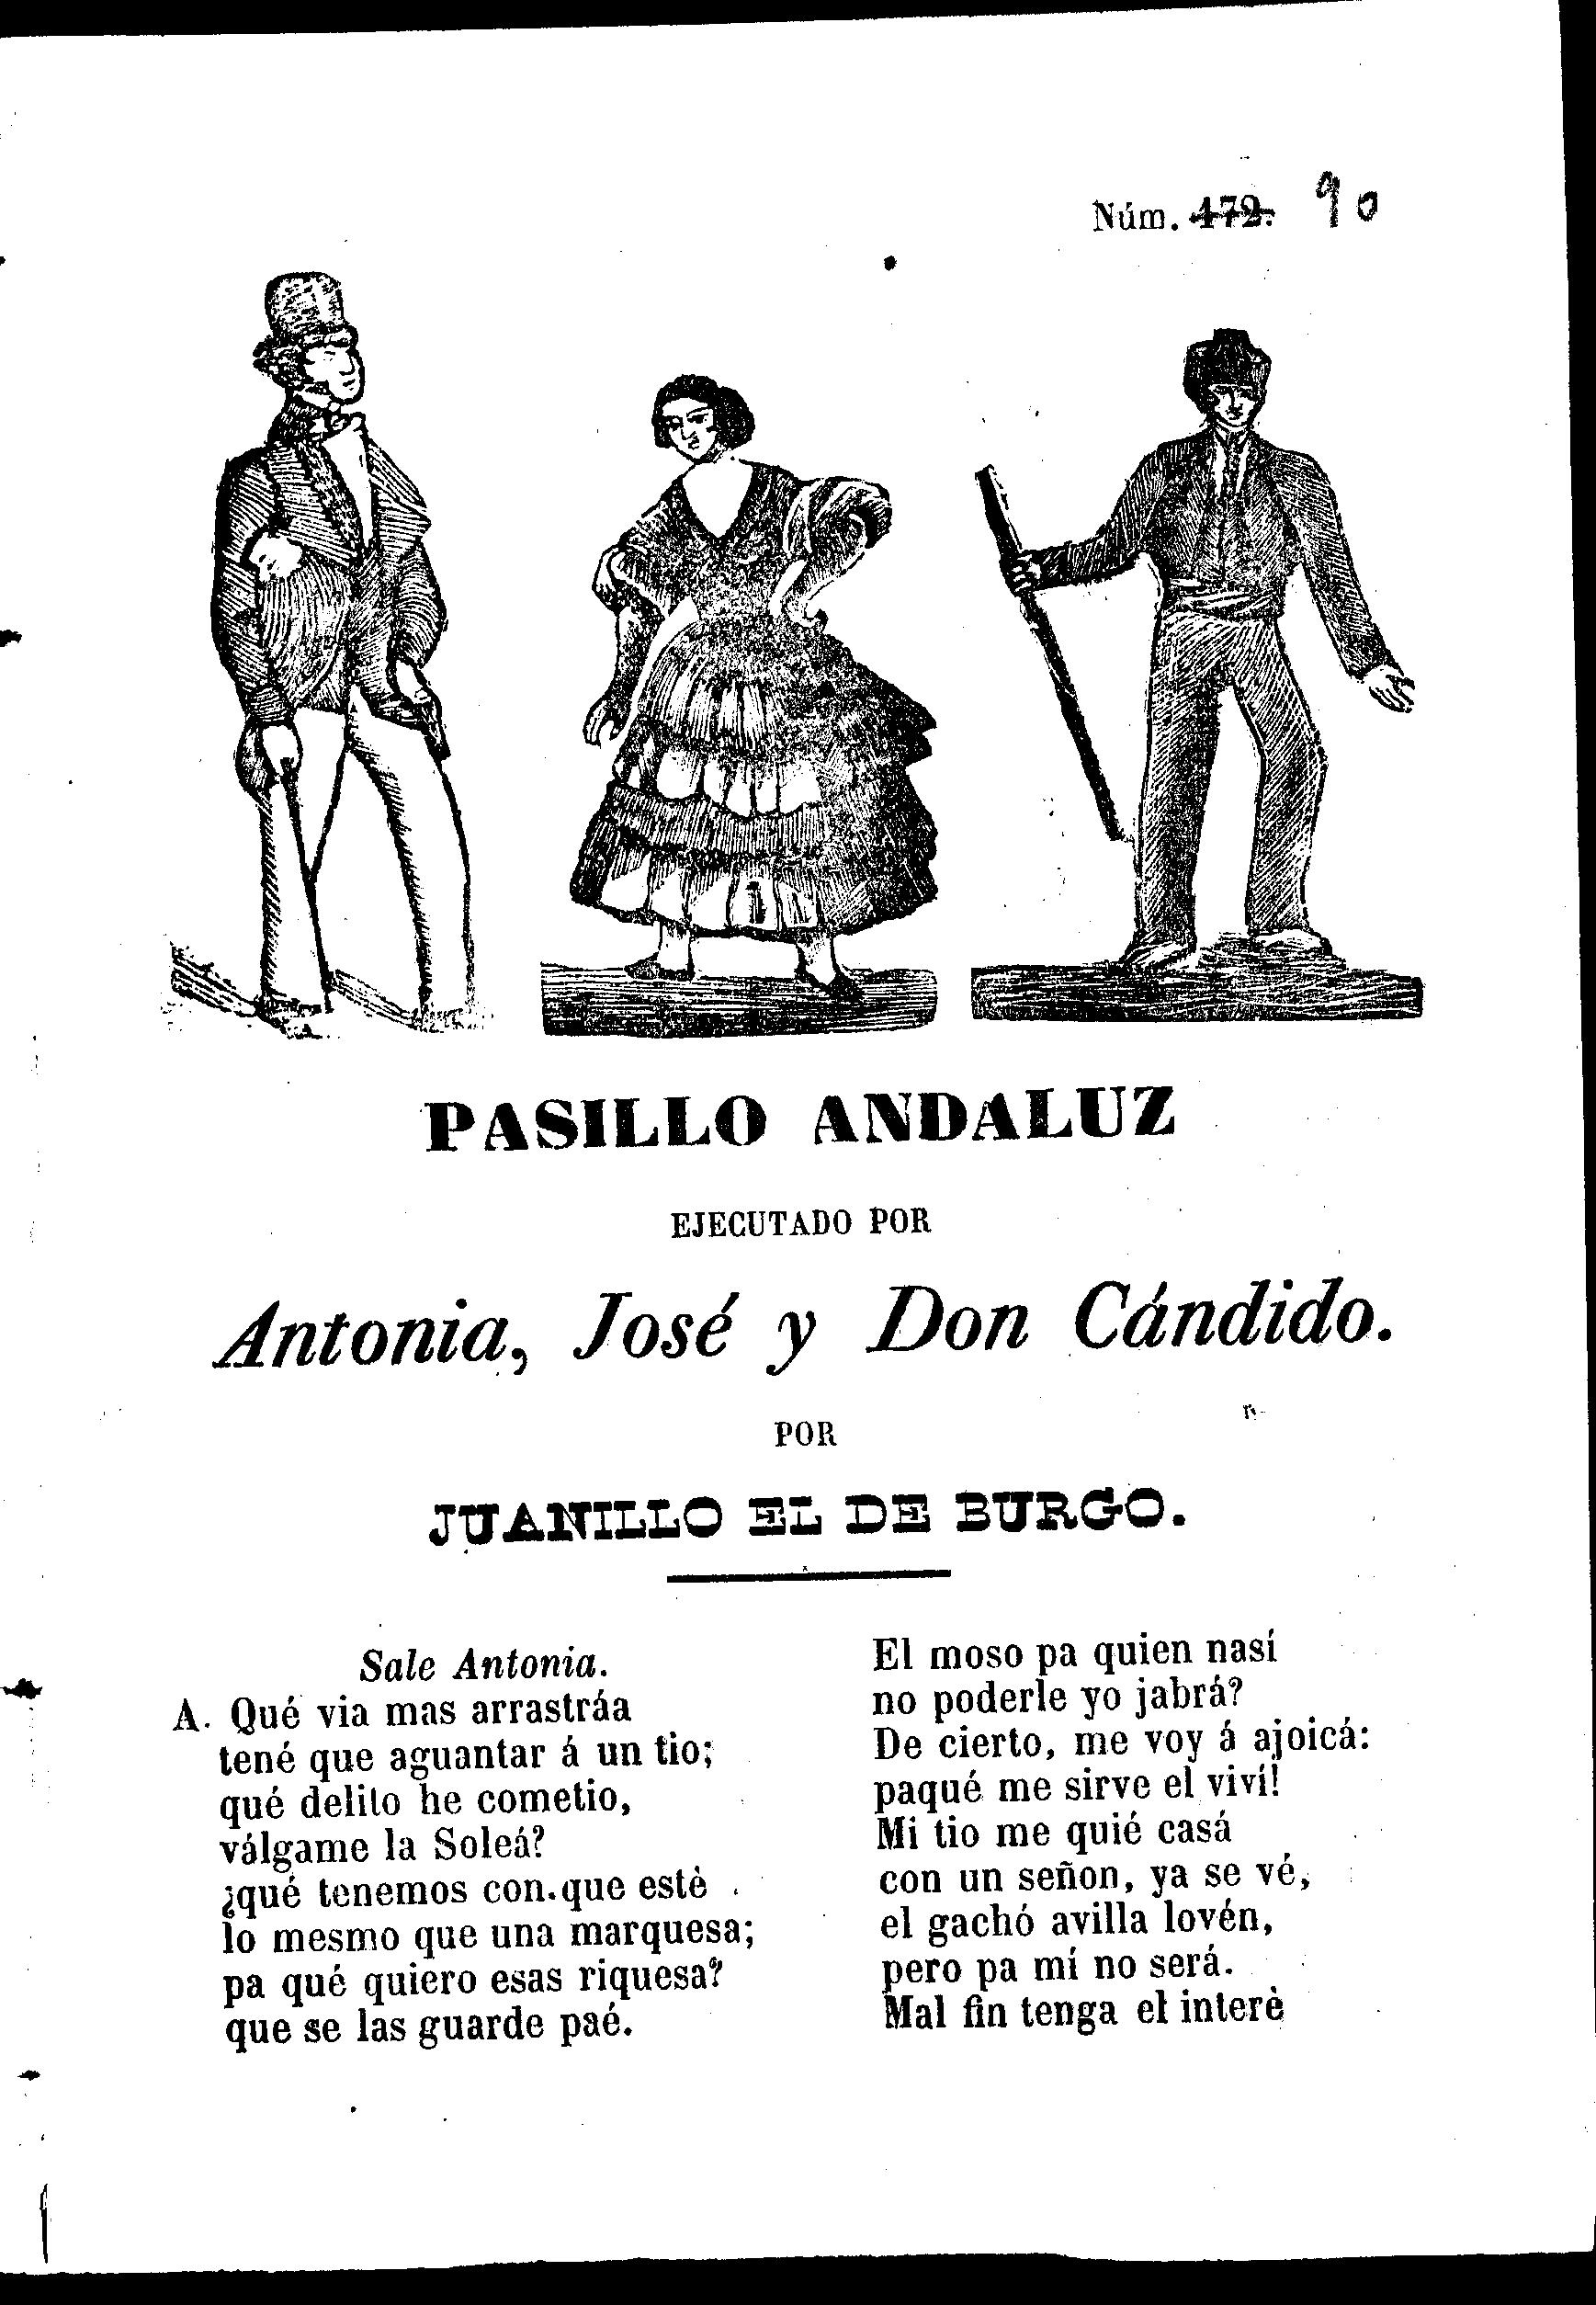 Núm. 472. 90
PASILLO ANDALUZ
EJECUTADO POR
Antonia, José y Don Cándido.
POR
JUANILLO EL DE BURGO.
Sale Antonia.
A. Qué via mas arrastráa
tené que aguantar á un tio;
qué delito he cometio,
válgame la Soleá?
¿qué tenemos con que estè
lo mesmo que una marquesa;
pa qué quiero esas riquesa?
que se las guarde paé.
El moso pa quien nasí
no poderle yo jabrá?
De cierto, me voy á ajoicá:
paqué me sirve el viví!
Mi tio me quié casá
con un señon, ya se vé,
el gachó avilla lovén,
pero pa mí no será.
Mal fin tenga el interè